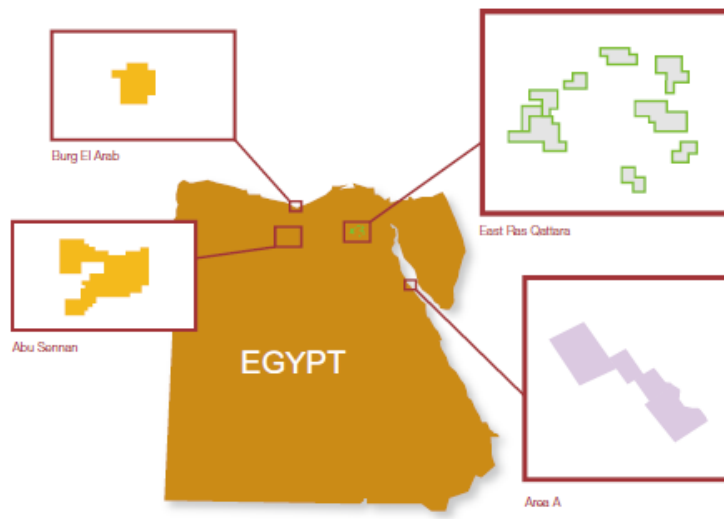 Burg El Arab
East Ras Qattara
Abu Sennan
EGYPT
Area A